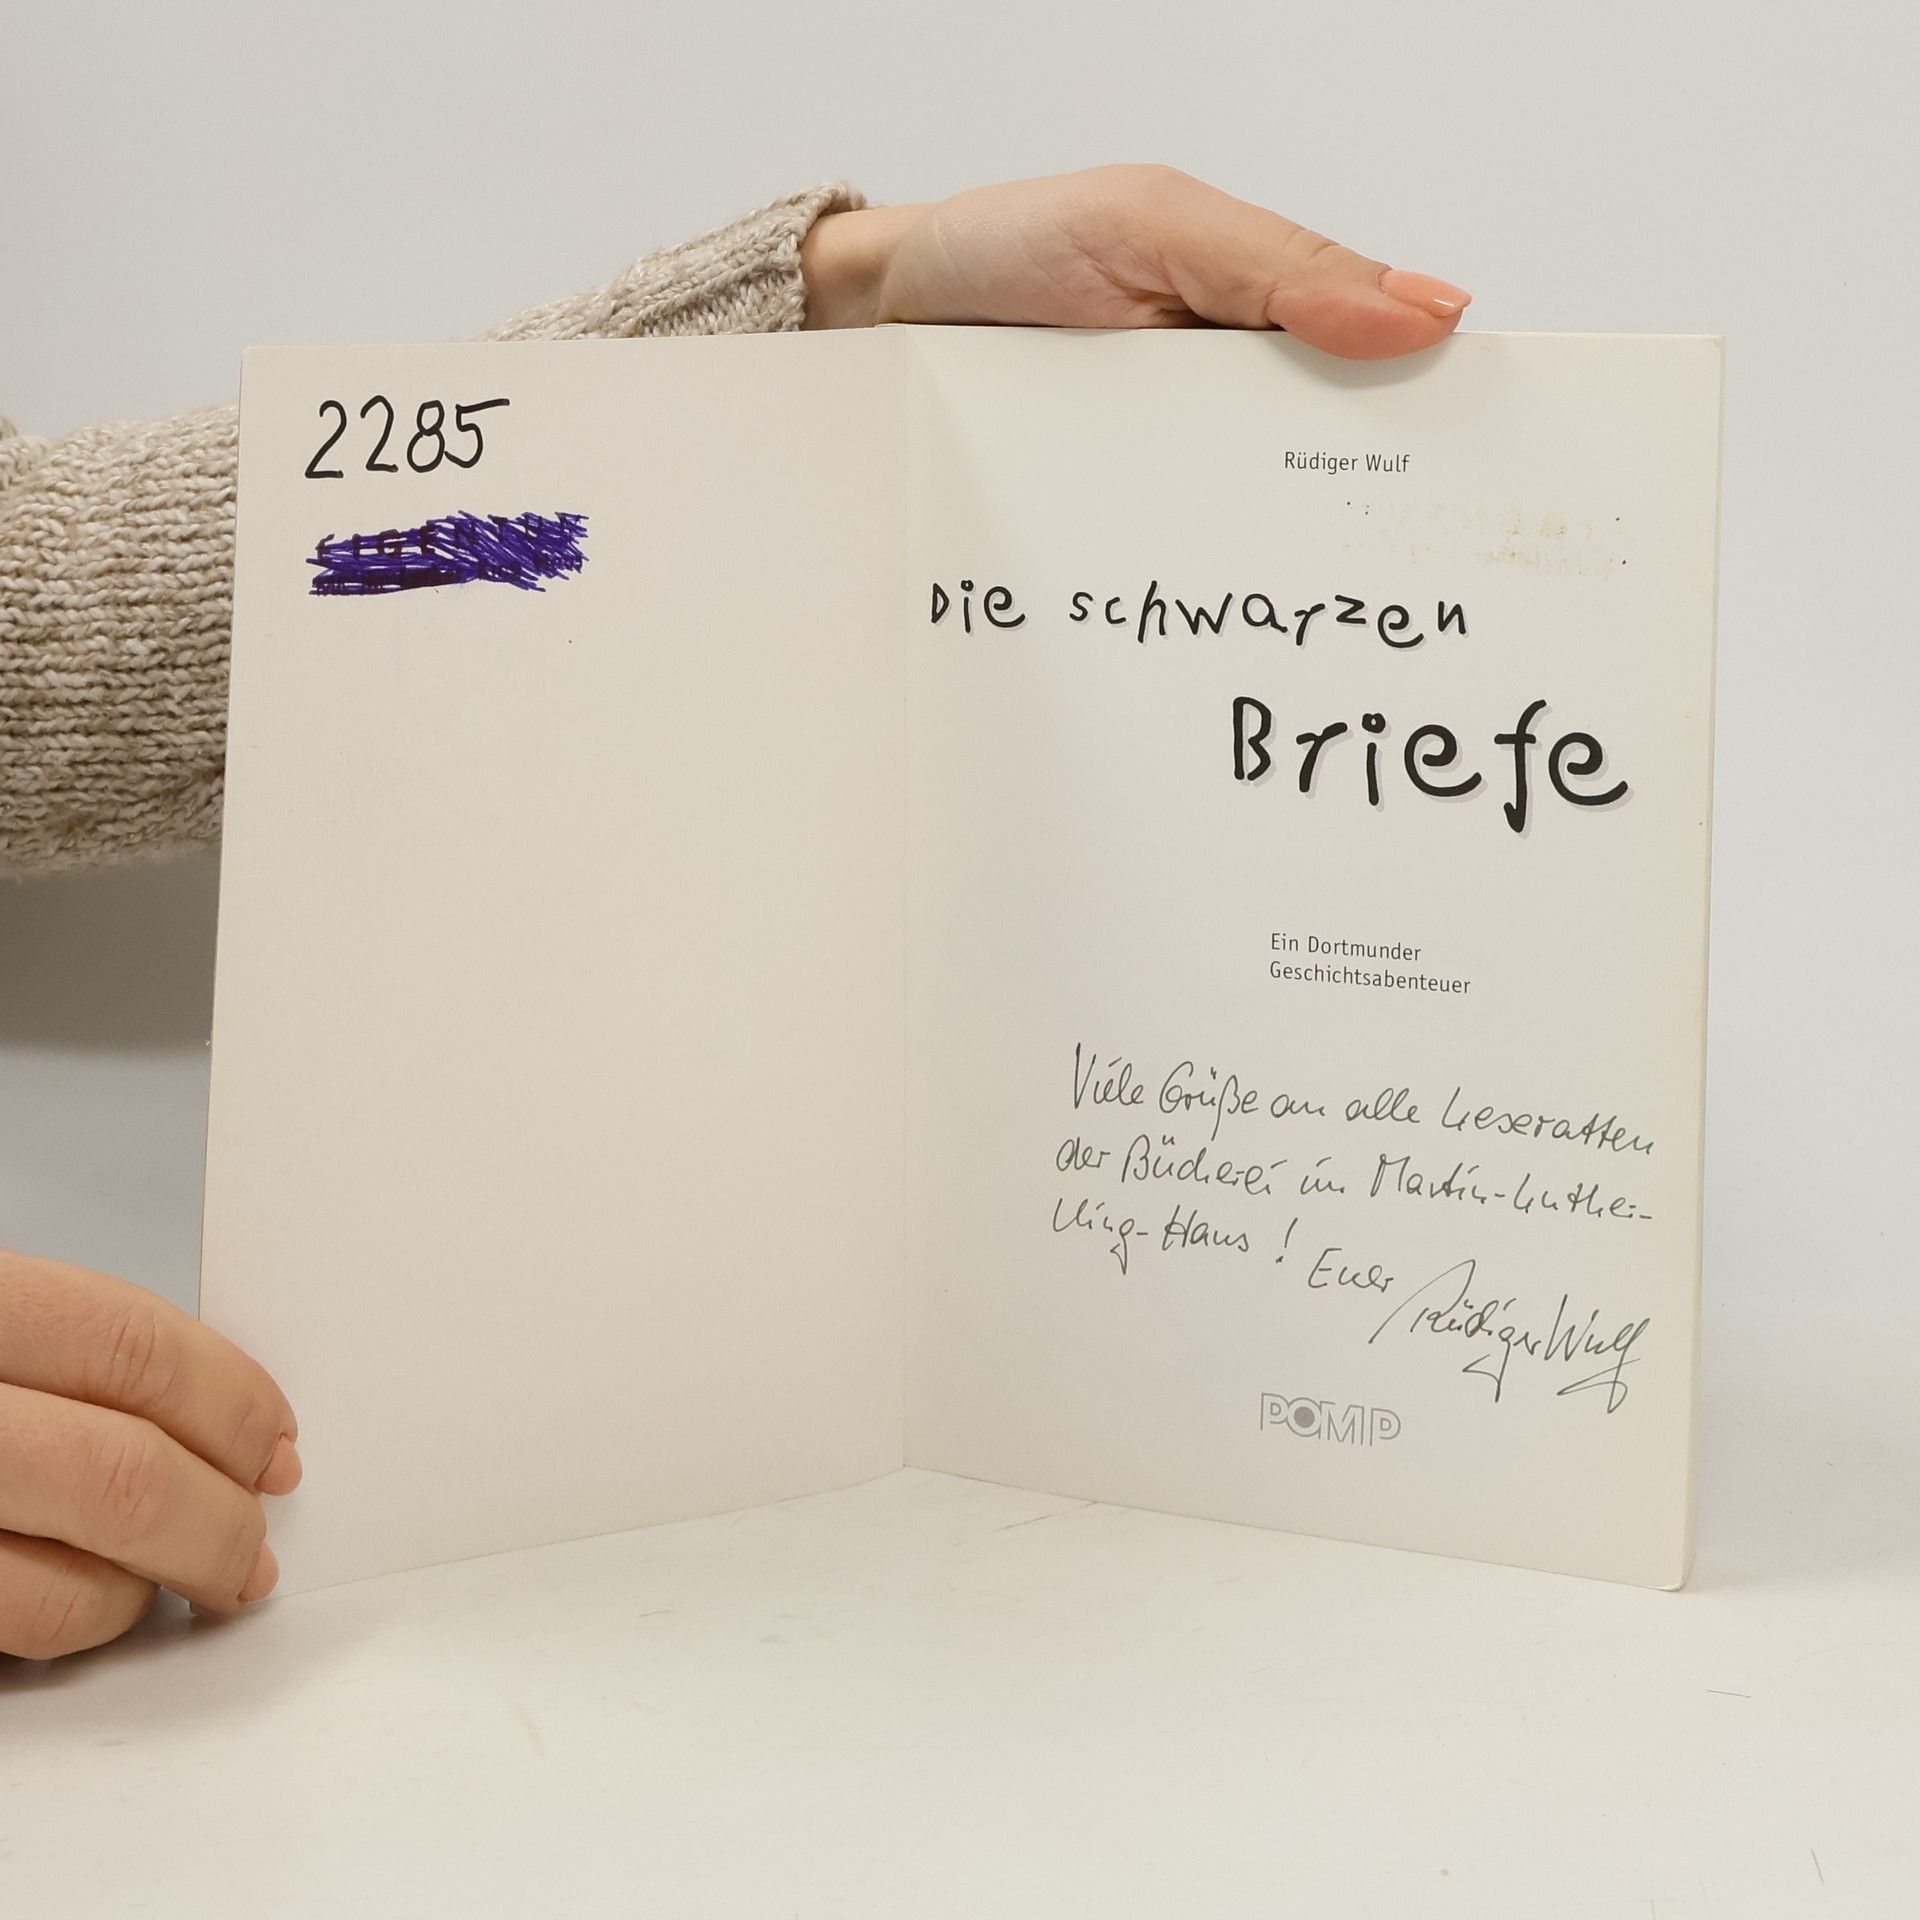 2285
EIGENTUM
Rüdiger Wulf
Die schwarzen
Briefe
Ein Dortmunder
Geschichtsabenteuer
Viele Grüße an alle Leseratten
der Bücherei im Martin-Luther-
King-Haus! Euer
Rüdiger Wulf
POMP